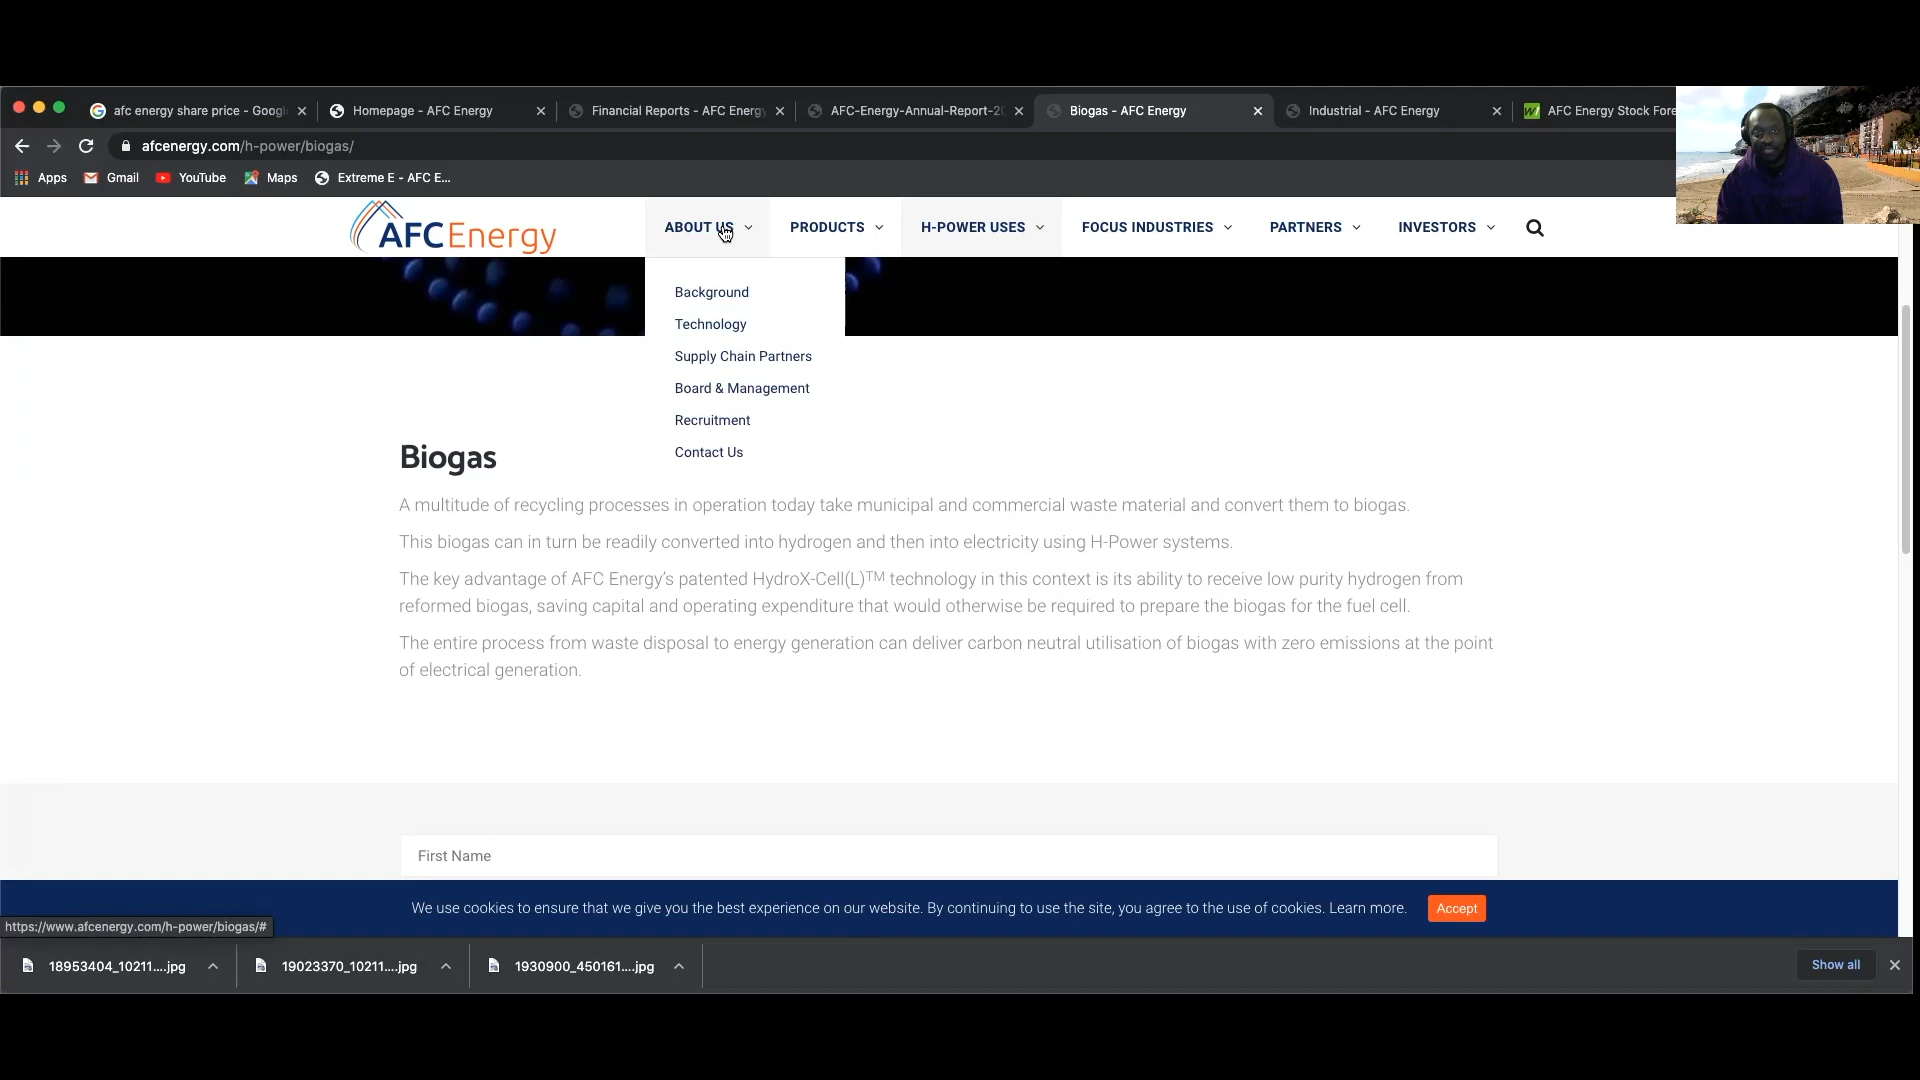 afc energy share price - Googl
Homepage - AFC Energy
Financial Reports - AFC Energy
AFC-Energy-Annual-Report-20
Biogas - AFC Energy
Industrial - AFC Energy
AFC Energy Stock Fore
afcenergy.com/h-power/biogas/
Apps
Gmail
YouTube
Maps
Extreme E - AFC E...
AFCEnergy
ABOUT US
PRODUCTS
H-POWER USES
FOCUS INDUSTRIES
PARTNERS
INVESTORS
Background
Technology
Supply Chain Partners
Board & Management
Recruitment
Contact Us
Biogas
A multitude of recycling processes in operation today take municipal and commercial waste material and convert them to biogas.
This biogas can in turn be readily converted into hydrogen and then into electricity using H-Power systems.
The key advantage of AFC Energy’s patented HydroX-Cell(L)™ technology in this context is its ability to receive low purity hydrogen from
reformed biogas, saving capital and operating expenditure that would otherwise be required to prepare the biogas for the fuel cell.
The entire process from waste disposal to energy generation can deliver carbon neutral utilisation of biogas with zero emissions at the point
of electrical generation.
First Name
We use cookies to ensure that we give you the best experience on our website. By continuing to use the site, you agree to the use of cookies. Learn more.
Accept
https://www.afcenergy.com/h-power/biogas/#
18953404_10211....jpg
19023370_10211....jpg
1930900_450161....jpg
Show all